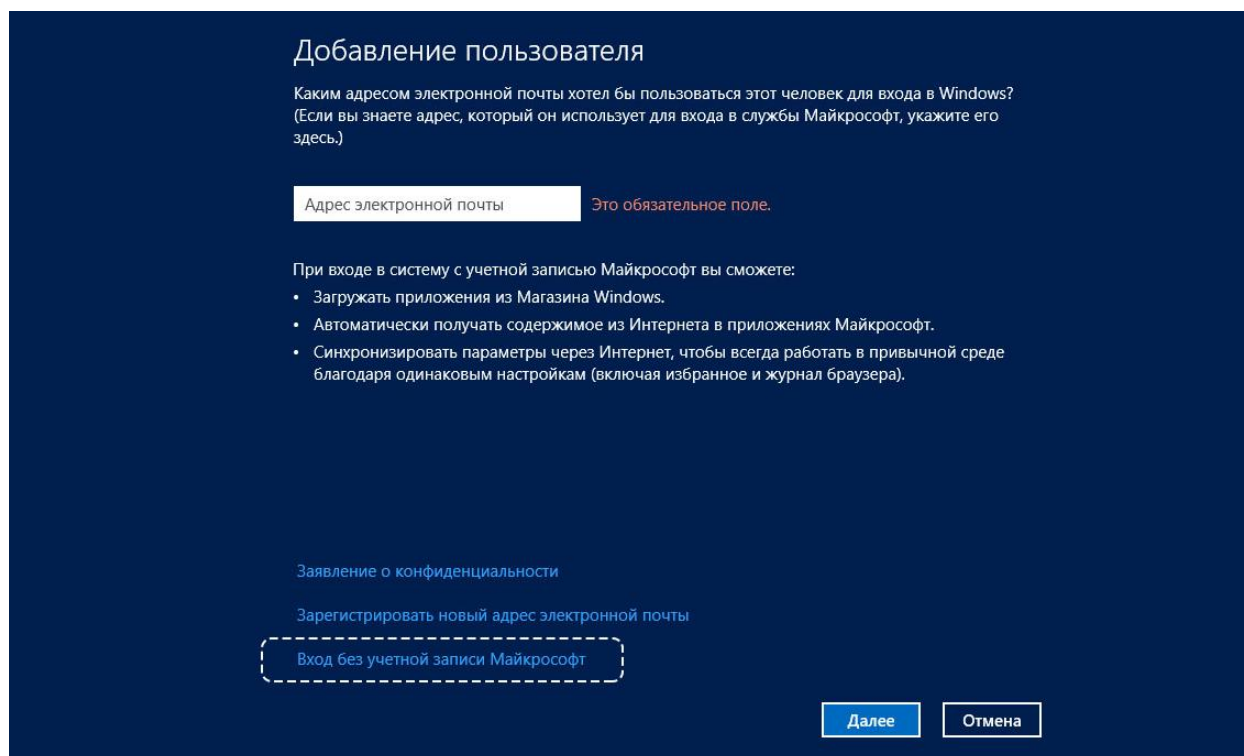 Добавление пользователя
Каким адресом электронной почты хотел бы пользоваться этот человек для входа в Windows?
(Если вы знаете адрес, который он использует для входа в службы Майкрософт, укажите его
здесь.)
Адрес электронной почты
Это обязательное поле.
При входе в систему с учетной записью Майкрософт вы сможете:
• Загружать приложения из Магазина Windows.
• Автоматически получать содержимое из Интернета в приложениях Майкрософт.
• Синхронизировать параметры через Интернет, чтобы всегда работать в привычной среде
благодаря одинаковым настройкам (включая избранное и журнал браузера).
Заявление о конфиденциальности
Зарегистрировать новый адрес электронной почты
Вход без учетной записи Майкрософт
Далее
Отмена